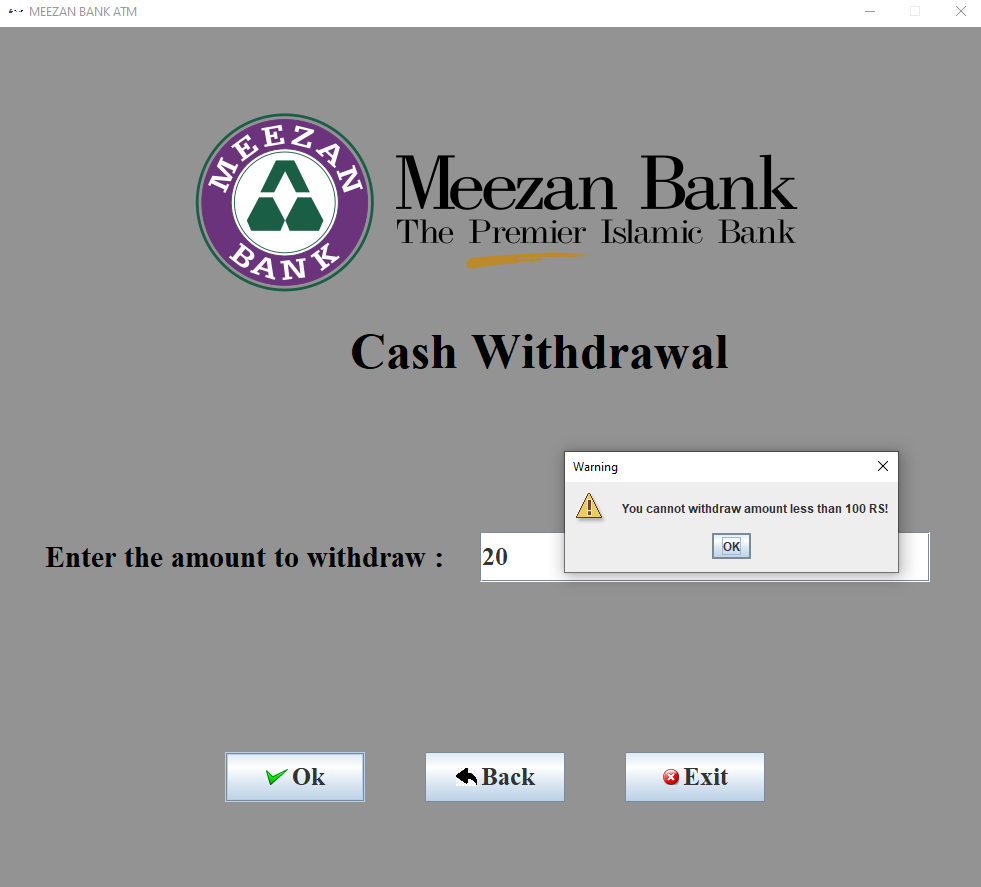 MEEZAN BANK ATM
MEEZAN
BANK
Meezan Bank
The Premier Islamic Bank
Cash Withdrawal
Warning
You cannot withdraw amount less than 100 RS!
OK
Enter the amount to withdraw : 20
Ok Back Exit